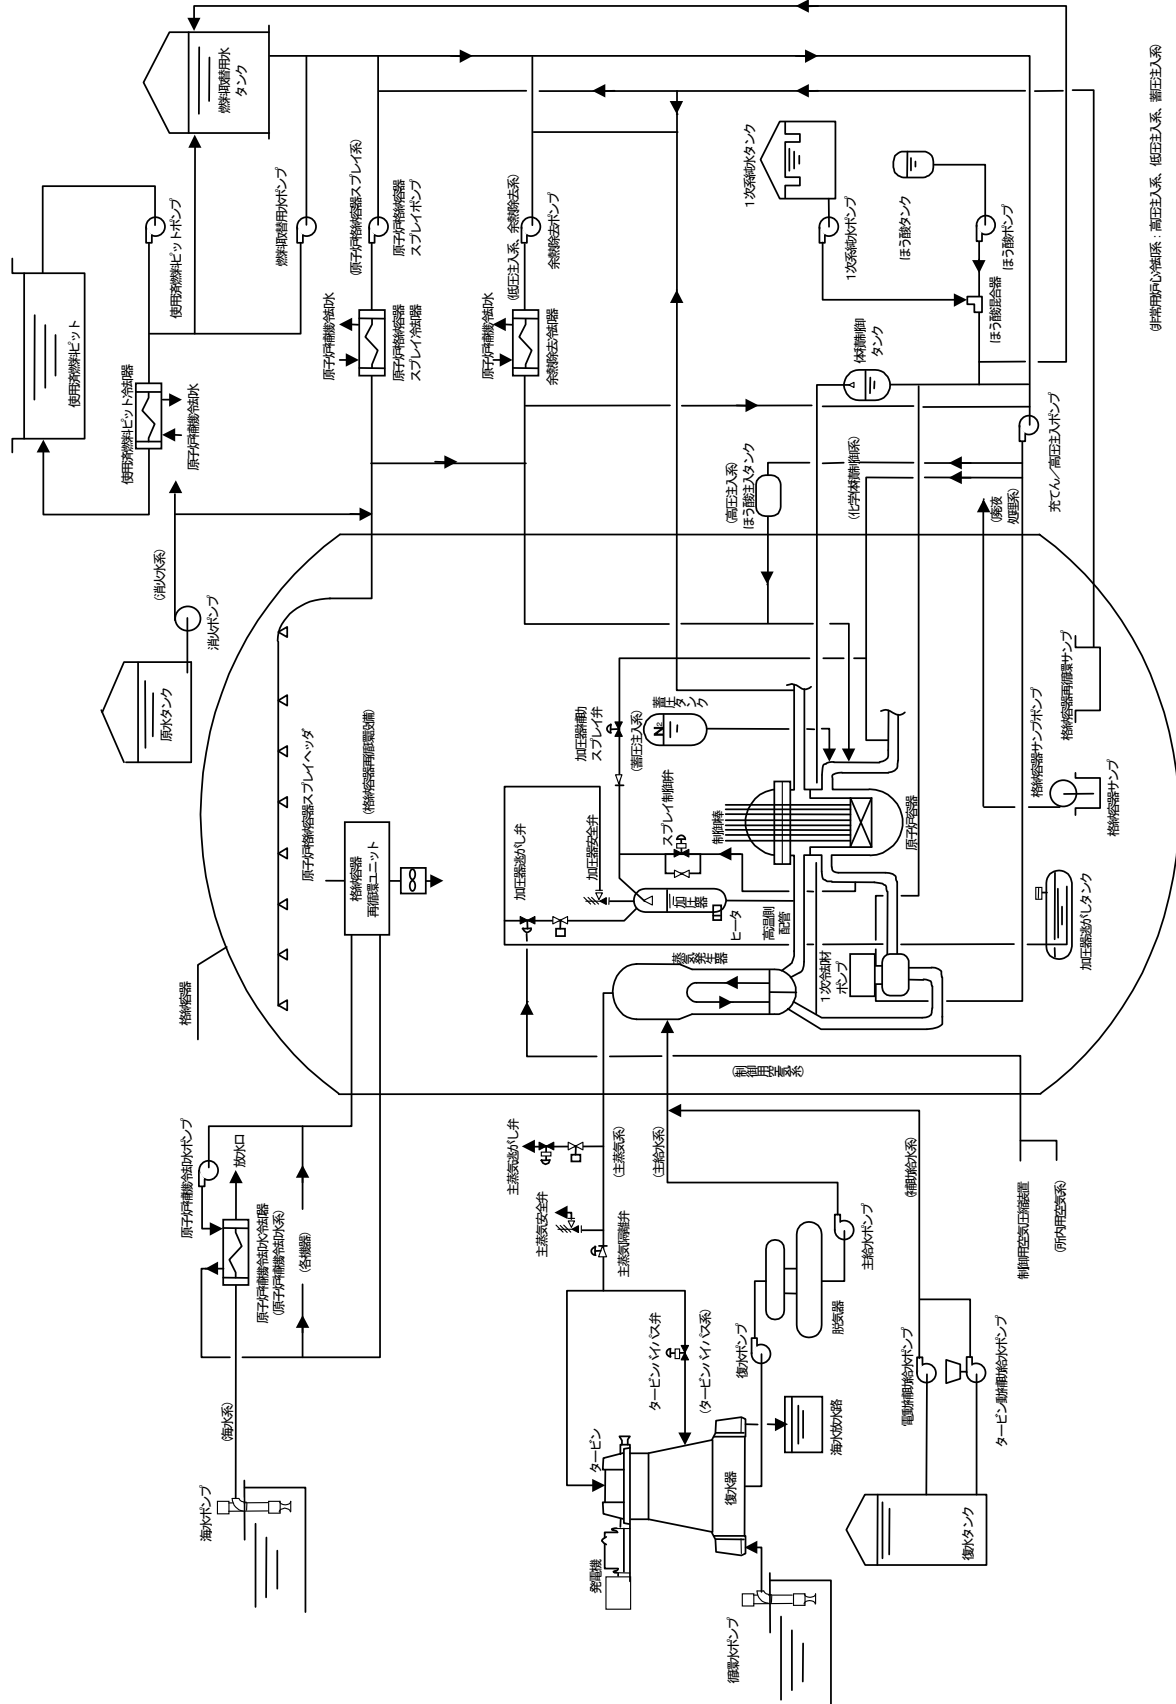 使用済燃料ピット
使用済燃料ピットポンプ
使用済燃料ピット冷却器
原子炉補機冷却水
燃料取替用水
タンク
燃料取替用水ポンプ
(原子炉格納容器スプレイ系)
原子炉格納容器
スプレイポンプ
原子炉補機冷却水
原子炉格納容器
スプレイ冷却器
(低圧注入系、余熱除去系)
余熱除去ポンプ
原子炉補機冷却水
余熱除去冷却器
1次系純水タンク
1次系純水ポンプ
ほう酸タンク
ほう酸ポンプ
ほう酸混合器
体積制御
タンク
充てん/高圧注入ポンプ
(高圧注入系)
ほう酸注入タンク
(化学体積制御系)
(廃液
処理系)
(非常用炉心冷却系:高圧注入系、低圧注入系、蓄圧注入系)
(消火水系)
消火ポンプ
原水タンク
原子炉格納容器スプレイヘッダ
格納容器
再循環ユニット
(格納容器再循環設備)
格納容器
加圧器補助
スプレイ弁
蓄圧タンク
N₂
(蓄圧注入系)
スプレイ制御弁
加圧器逃がし弁
加圧器安全弁
加圧器
ヒータ
制御棒
原子炉容器
高温側
配管
蒸気発生器
1次冷却材
ポンプ
格納容器再循環サンプ
格納容器サンプポンプ
格納容器サンプ
加圧器逃がしタンク
(制御用空気系)
原子炉補機冷却水ポンプ
放水口
原子炉補機冷却水冷却器
(原子炉補機冷却水系)
(各機器)
(海水系)
海水ポンプ
主蒸気逃がし弁
主蒸気安全弁
(主蒸気系)
主蒸気隔離弁
(主給水系)
主給水ポンプ
脱気器
復水ポンプ
タービンバイパス弁
(タービンバイパス系)
タービン
発電機
復水器
海水放水路
循環水ポンプ
(補助給水系)
電動補助給水ポンプ
タービン動補助給水ポンプ
復水タンク
制御用空気圧縮装置
(所内用空気系)